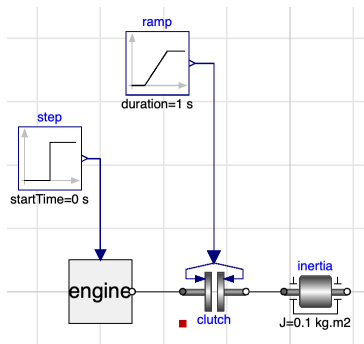 ramp
duration=1 s
step
startTime=0 s
engine
inertia
clutch
J=0.1 kg.m2